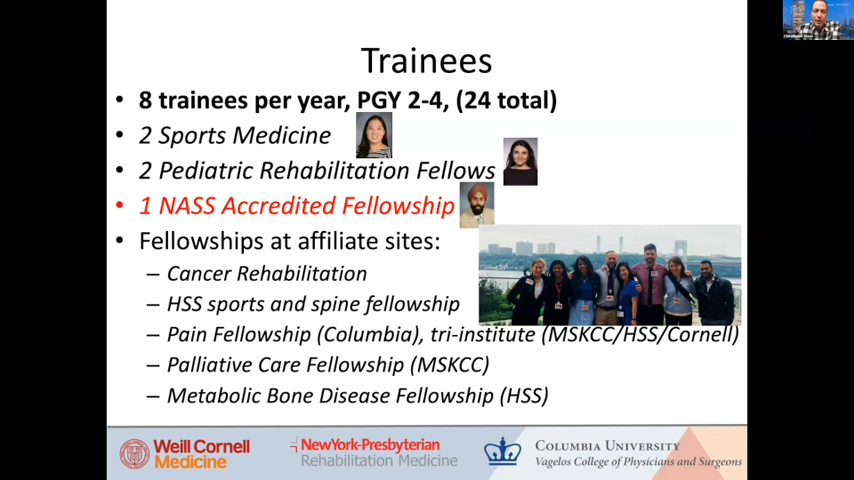 Trainees
• 8 trainees per year, PGY 2-4, (24 total)
• 2 Sports Medicine
• 2 Pediatric Rehabilitation Fellows
• 1 NASS Accredited Fellowship
• Fellowships at affiliate sites:
– Cancer Rehabilitation
– HSS sports and spine fellowship
– Pain Fellowship (Columbia), tri-institute (MSKCC/HSS/Cornell)
– Palliative Care Fellowship (MSKCC)
– Metabolic Bone Disease Fellowship (HSS)
Weill Cornell
Medicine
NewYork-Presbyterian
Rehabilitation Medicine
COLUMBIA UNIVERSITY
Vagelos College of Physicians and Surgeons